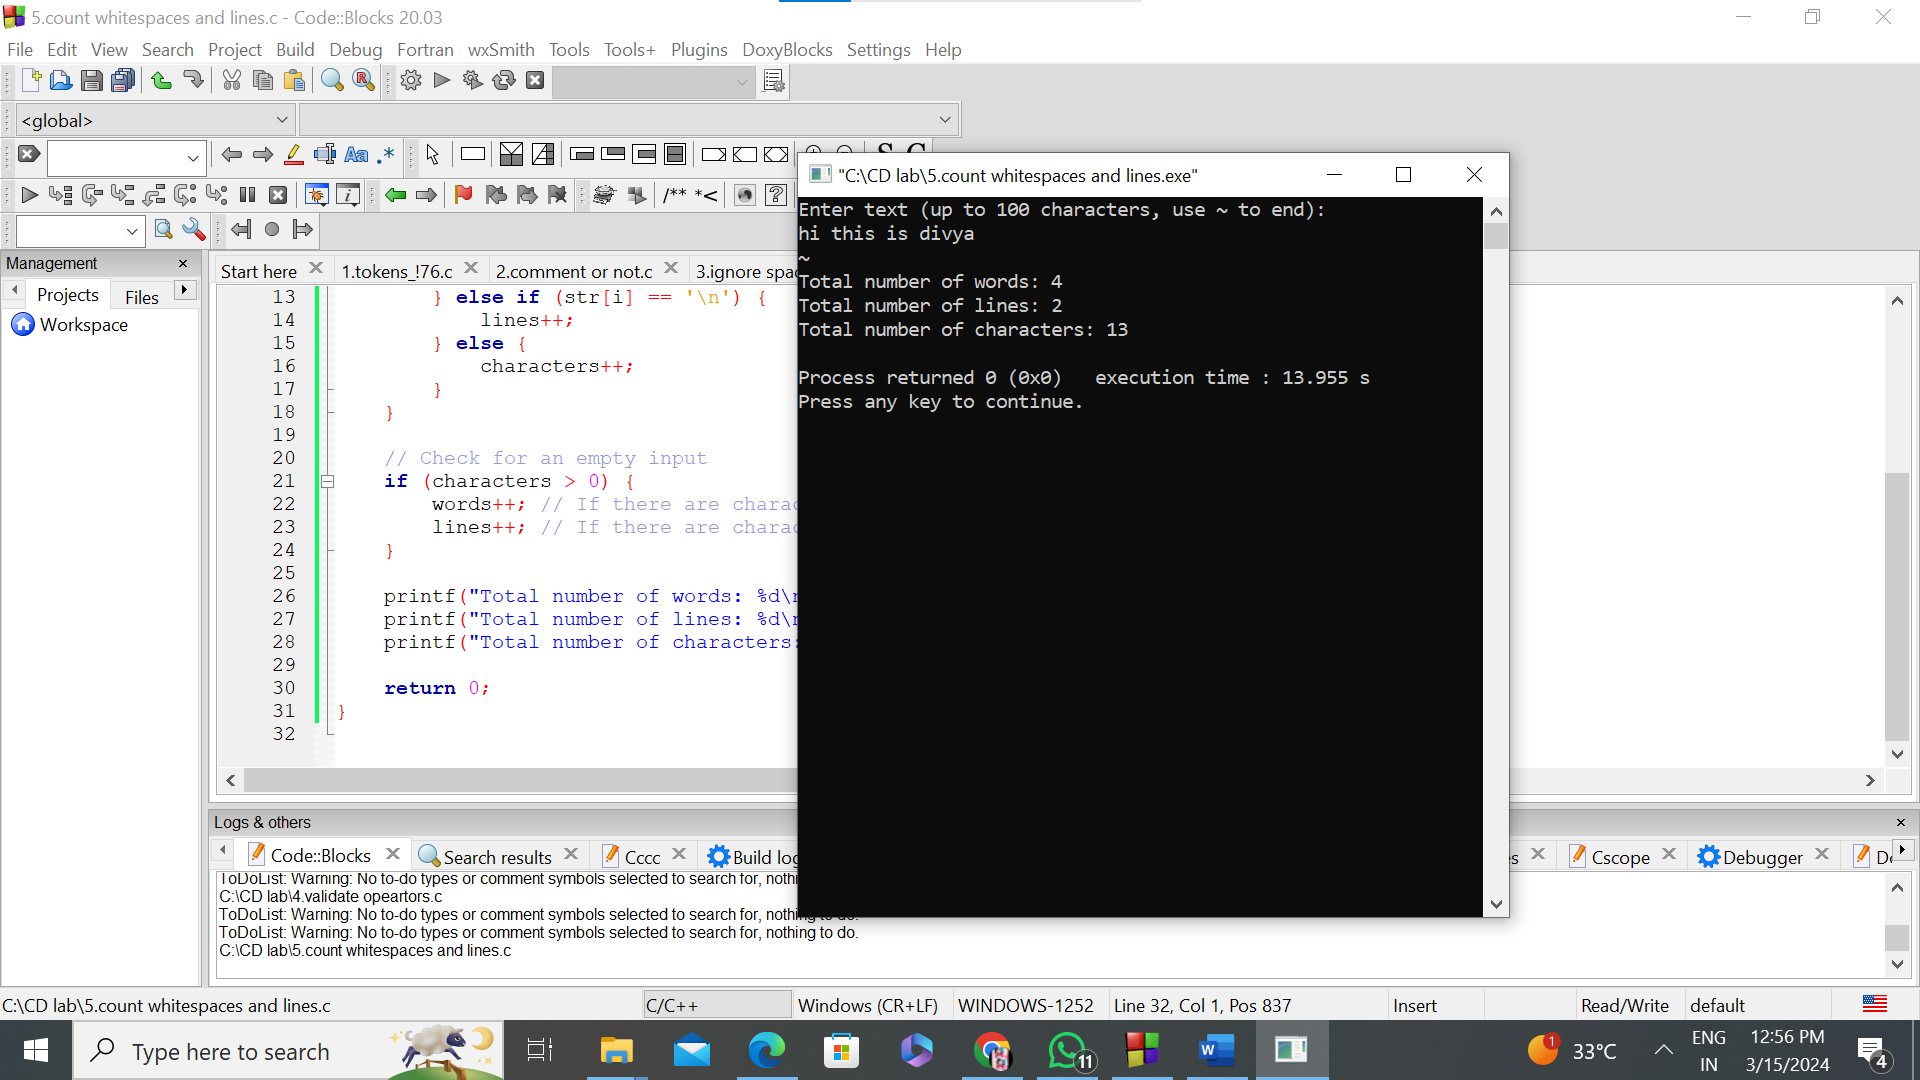 5.count whitespaces and lines.c - Code::Blocks 20.03
File Edit View Search Project Build Debug Fortran wxSmith Tools Tools+ Plugins DoxyBlocks Settings Help
<global>
"C:\CD lab\5.count whitespaces and lines.exe"
Enter text (up to 100 characters, use ~ to end):
hi this is divya
~
Total number of words: 4
Total number of lines: 2
Total number of characters: 13
Process returned 0 (0x0)   execution time : 13.955 s
Press any key to continue.
Management
Projects Files
Workspace
Start here 1.tokens_!76.c 2.comment or not.c 3.ignore spac
13 } else if (str[i] == '\n') {
14 lines++;
15 } else {
16 characters++;
17 }
18 }
19
20 // Check for an empty input
21 if (characters > 0) {
22 words++; // If there are charac
23 lines++; // If there are charac
24 }
25
26 printf("Total number of words: %d\n
27 printf("Total number of lines: %d\n
28 printf("Total number of characters:
29
30 return 0;
31 }
32
Logs & others
Code::Blocks Search results Cccc Build log Cscope Debugger
ToDoList: Warning: No to-do types or comment symbols selected to search for, nothi
C:\CD lab\4.validate opeartors.c
ToDoList: Warning: No to-do types or comment symbols selected to search for, nothing to do.
ToDoList: Warning: No to-do types or comment symbols selected to search for, nothing to do.
C:\CD lab\5.count whitespaces and lines.c
C:\CD lab\5.count whitespaces and lines.c C/C++ Windows (CR+LF) WINDOWS-1252 Line 32, Col 1, Pos 837 Insert Read/Write default
Type here to search 11 1 33°C ENG IN 12:56 PM 3/15/2024 4